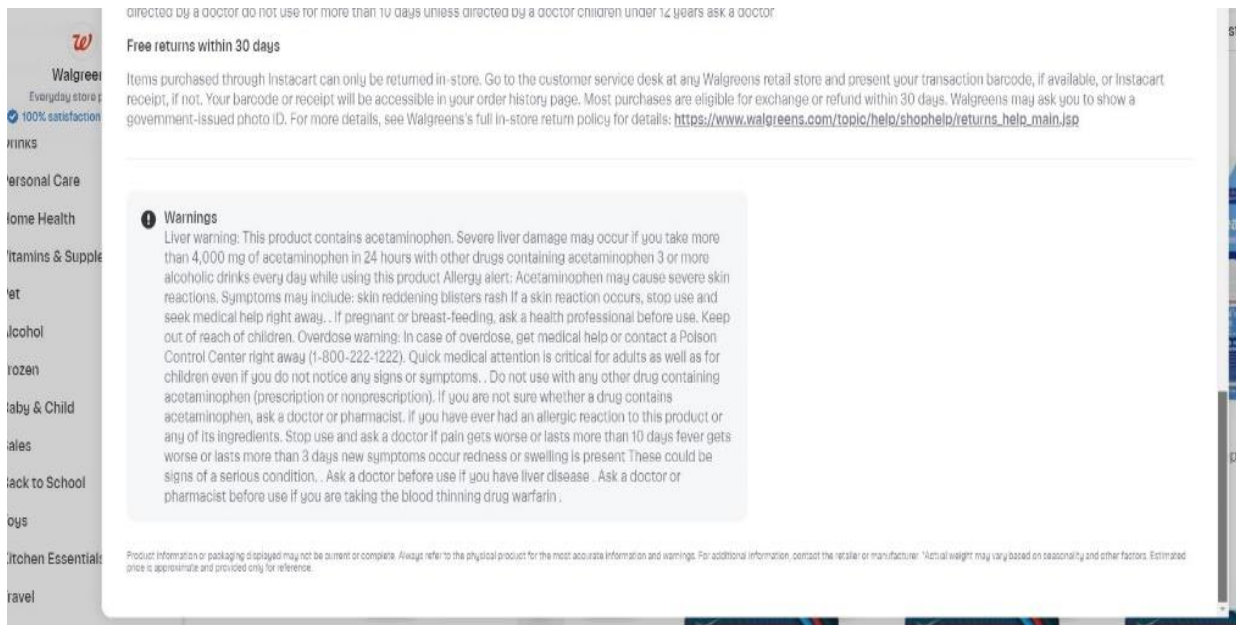 directed by a doctor do not use for more than 10 days unless directed by a doctor children under 12 years ask a doctor
Free returns within 30 days
Items purchased through Instacart can only be returned in-store. Go to the customer service desk at any Walgreens retail store and present your transaction barcode, if available, or Instacart
receipt, if not. Your barcode or receipt will be accessible in your order history page. Most purchases are eligible for exchange or refund within 30 days. Walgreens may ask you to show a
government-issued photo ID. For more details, see Walgreens's full in-store return policy for details: https://www.walgreens.com/topic/help/shophelp/returns_help_main.jsp
Warnings
Liver warning: This product contains acetaminophen. Severe liver damage may occur if you take more
than 4,000 mg of acetaminophen in 24 hours with other drugs containing acetaminophen 3 or more
alcoholic drinks every day while using this product Allergy alert: Acetaminophen may cause severe skin
reactions. Symptoms may include: skin reddening blisters rash If a skin reaction occurs, stop use and
seek medical help right away. . If pregnant or breast-feeding, ask a health professional before use. Keep
out of reach of children. Overdose warning: In case of overdose, get medical help or contact a Poison
Control Center right away (1-800-222-1222). Quick medical attention is critical for adults as well as for
children even if you do not notice any signs or symptoms. . Do not use with any other drug containing
acetaminophen (prescription or nonprescription). If you are not sure whether a drug contains
acetaminophen, ask a doctor or pharmacist. if you have ever had an allergic reaction to this product or
any of its ingredients. Stop use and ask a doctor if pain gets worse or lasts more than 10 days fever gets
worse or lasts more than 3 days new symptoms occur redness or swelling is present These could be
signs of a serious condition. . Ask a doctor before use if you have liver disease . Ask a doctor or
pharmacist before use if you are taking the blood thinning drug warfarin .
Product information or packaging displayed may not be current or complete. Always refer to the physical product for the most accurate information and warnings. For additional information, contact the retailer or manufacturer. *Actual weight may vary based on seasonality and other factors. Estimated
price is approximate and provided only for reference.
W
Walgree
Everyday store p
100% satisfaction
rinks
ersonal Care
ome Health
itamins & Supple
et
lcohol
rozen
aby & Child
ales
ack to School
oys
itchen Essentials
ravel